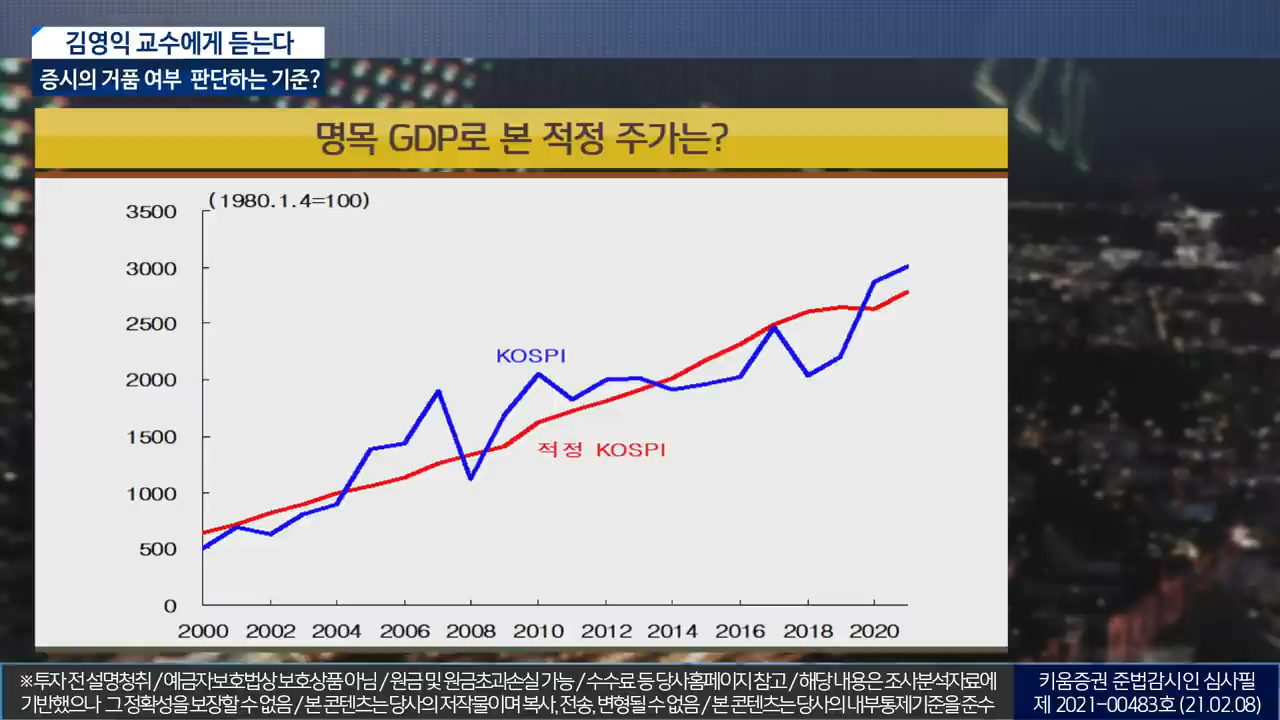 김영익 교수에게 듣는다
증시의 거품 여부 판단하는 기준?
명목 GDP로 본 적정 주가는?
(1980.1.4=100)
3500
3000
2500
2000
1500
1000
500
0
KOSPI
적정 KOSPI
2000 2002 2004 2006 2008 2010 2012 2014 2016 2018 2020
※투자 전 설명청취 / 예금자보호법상 보호상품 아님 / 원금 및 원금초과손실 가능 / 수수료 등 당사홈페이지 참고 / 해당 내용은 조사분석자료에
기반했으나 그 정확성을 보장할 수 없음 / 본 콘텐츠는 당사의 저작물이며 복사, 전송, 변형될 수 없음 / 본 콘텐츠는 당사의 내부통제기준을 준수
키움증권 준법감시인 심사필
제 2021-00483호 (21.02.08)